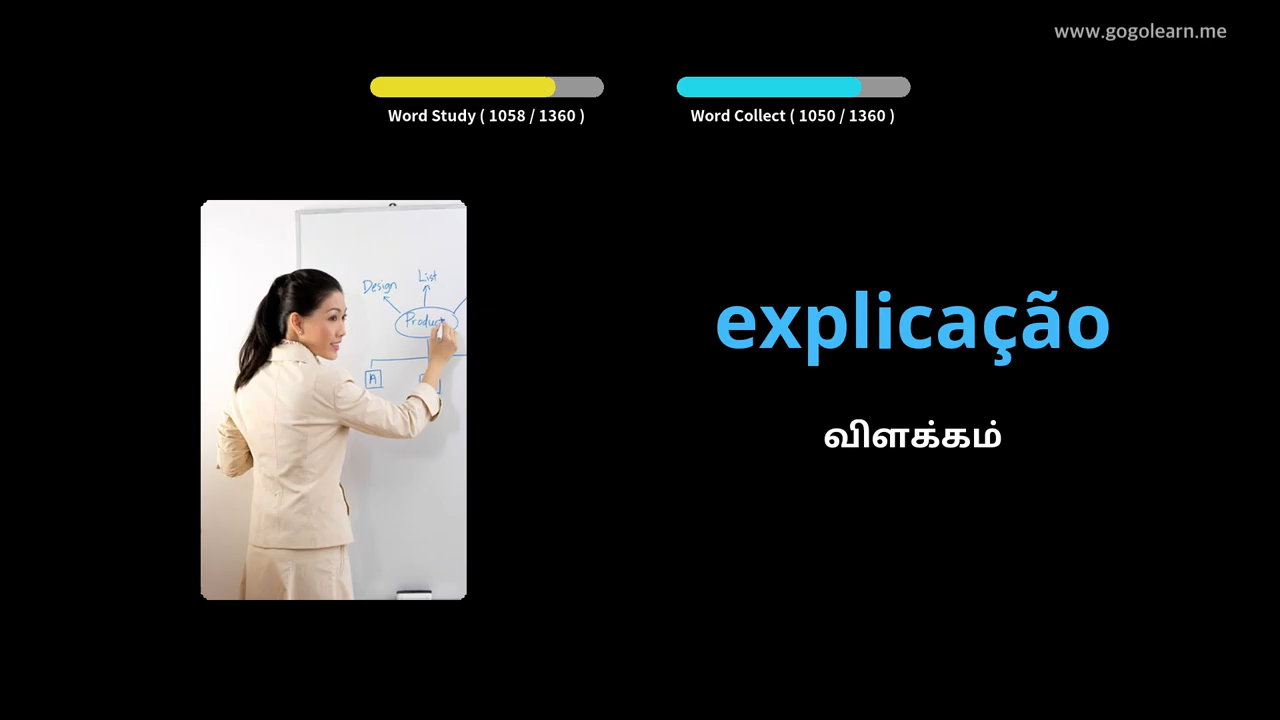 www.gogolearn.me
Word Study ( 1058 / 1360 )
Word Collect ( 1050 / 1360 )
Design
List
Product
A
explicação
விளக்கம்